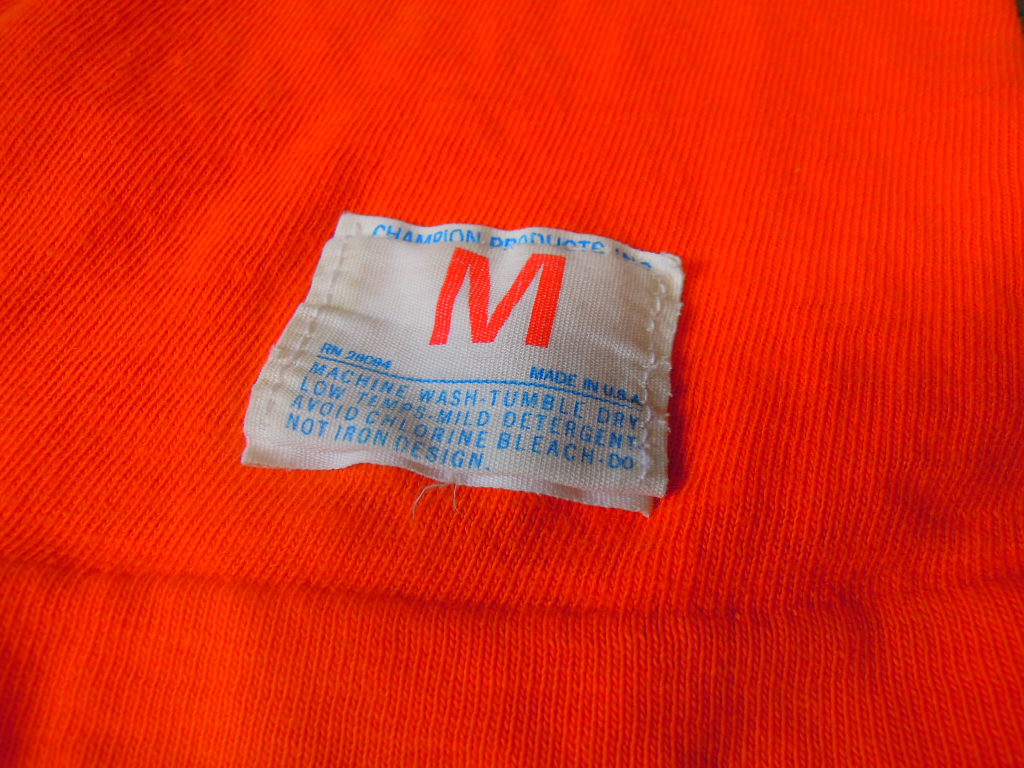 CHAMPION PRODUCTS INC.
M
RN 28094
MADE IN U.S.A.
MACHINE WASH-TUMBLE DRY
LOW TEMPS-MILD DETERGENT
AVOID CHLORINE BLEACH-DO
NOT IRON DESIGN.